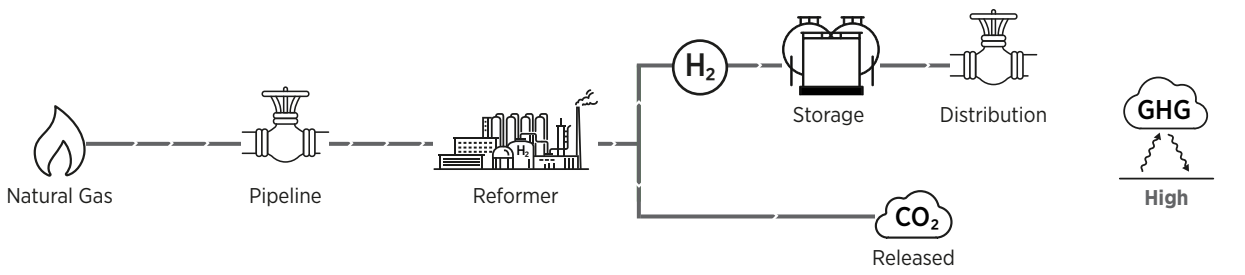 Natural Gas
Pipeline
H₂
Reformer
H₂
Storage
Distribution
CO₂
Released
GHG
High